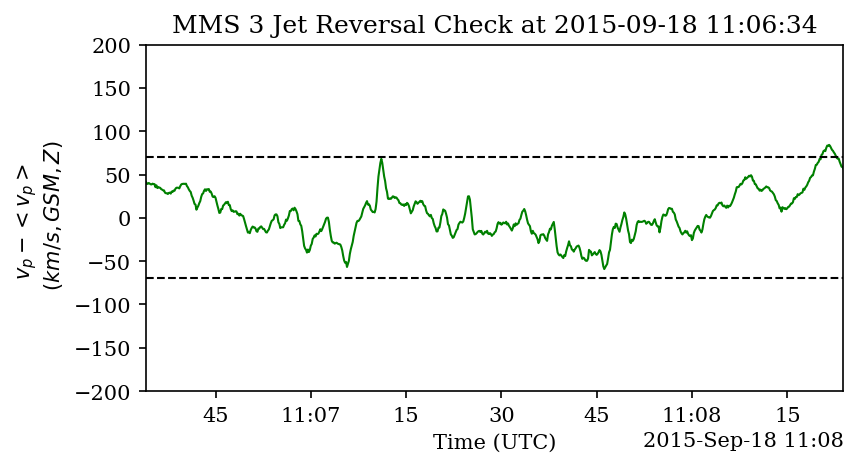 MMS 3 Jet Reversal Check at 2015-09-18 11:06:34
v_p − < v_p >
(km/s, GSM, Z)
200
150
100
50
0
−50
−100
−150
−200
45 11:07 15 30 45 11:08 15
Time (UTC)
2015-Sep-18 11:08